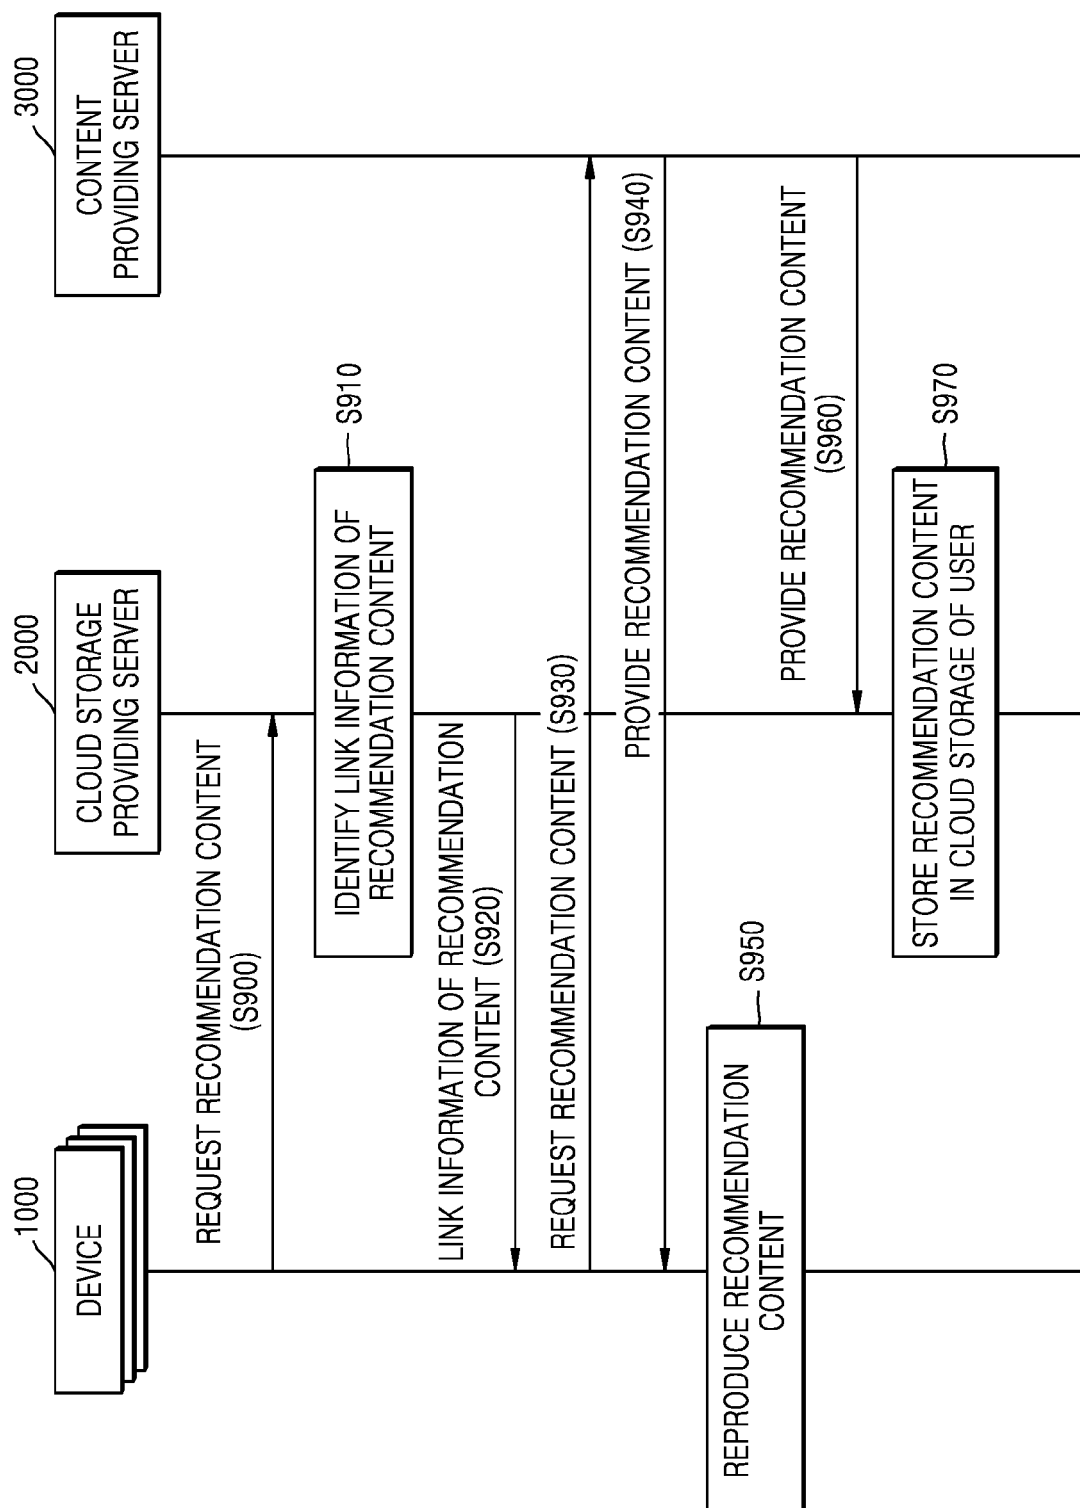 1000
DEVICE
2000
CLOUD STORAGE
PROVIDING SERVER
3000
CONTENT
PROVIDING SERVER
REQUEST RECOMMENDATION CONTENT
(S900)
IDENTIFY LINK INFORMATION OF
RECOMMENDATION CONTENT
S910
LINK INFORMATION OF RECOMMENDATION
CONTENT (S920)
REQUEST RECOMMENDATION CONTENT (S930)
PROVIDE RECOMMENDATION CONTENT (S940)
REPRODUCE RECOMMENDATION
CONTENT
S950
PROVIDE RECOMMENDATION CONTENT
(S960)
STORE RECOMMENDATION CONTENT
IN CLOUD STORAGE OF USER
S970